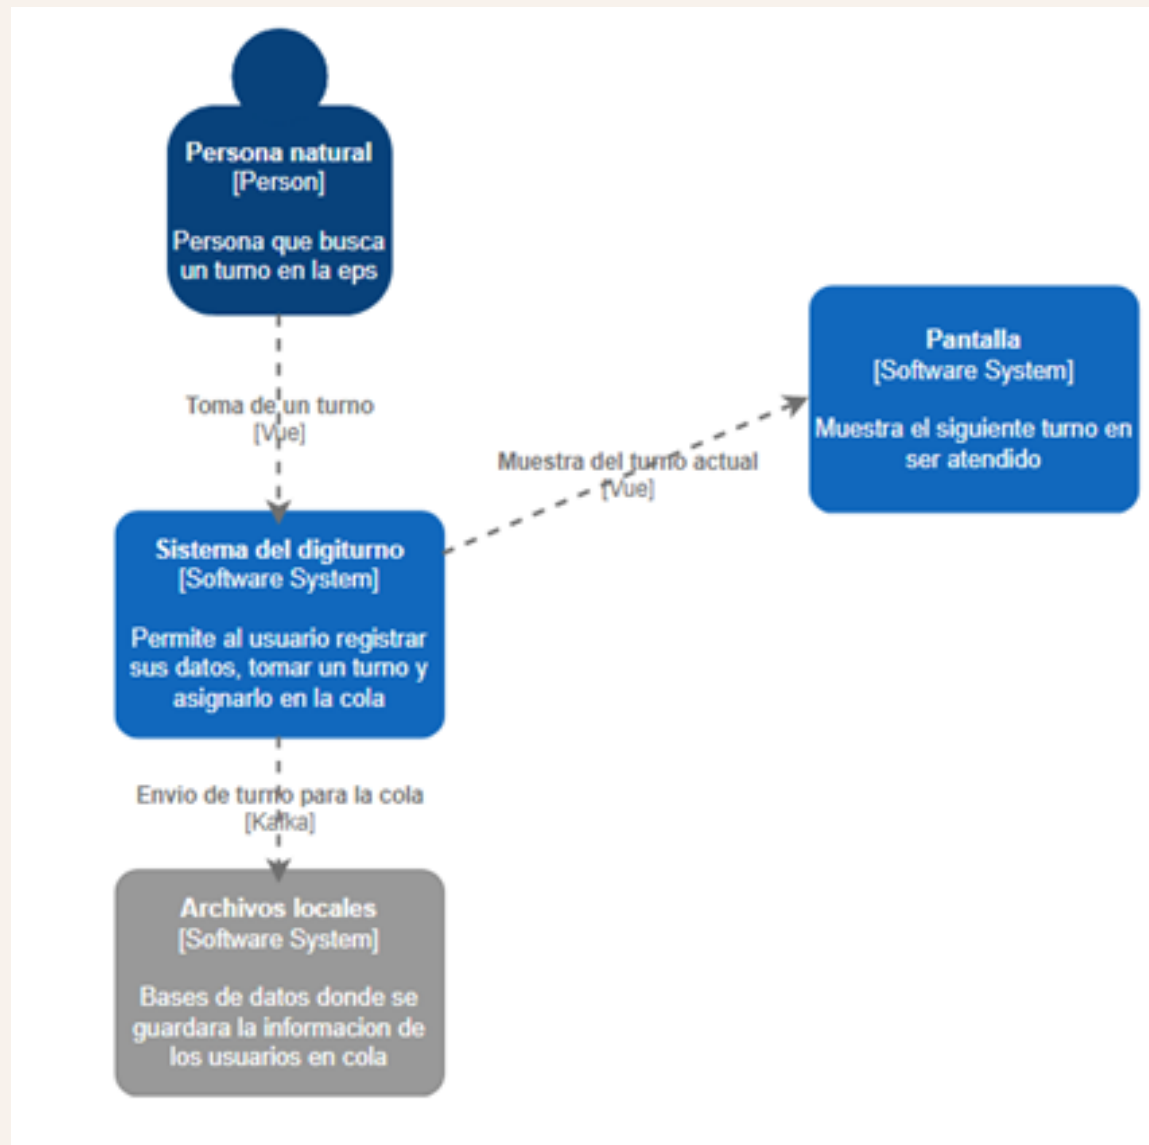 Persona natural
[Person]
Persona que busca
un turno en la eps
Toma de un turno
[Vue]
Pantalla
[Software System]
Muestra el siguiente turno en
ser atendido
Muestra del turno actual
[Vue]
Sistema del digiturno
[Software System]
Permite al usuario registrar
sus datos, tomar un turno y
asignarlo en la cola
Envio de turno para la cola
[Kafka]
Archivos locales
[Software System]
Bases de datos donde se
guardara la informacion de
los usuarios en cola